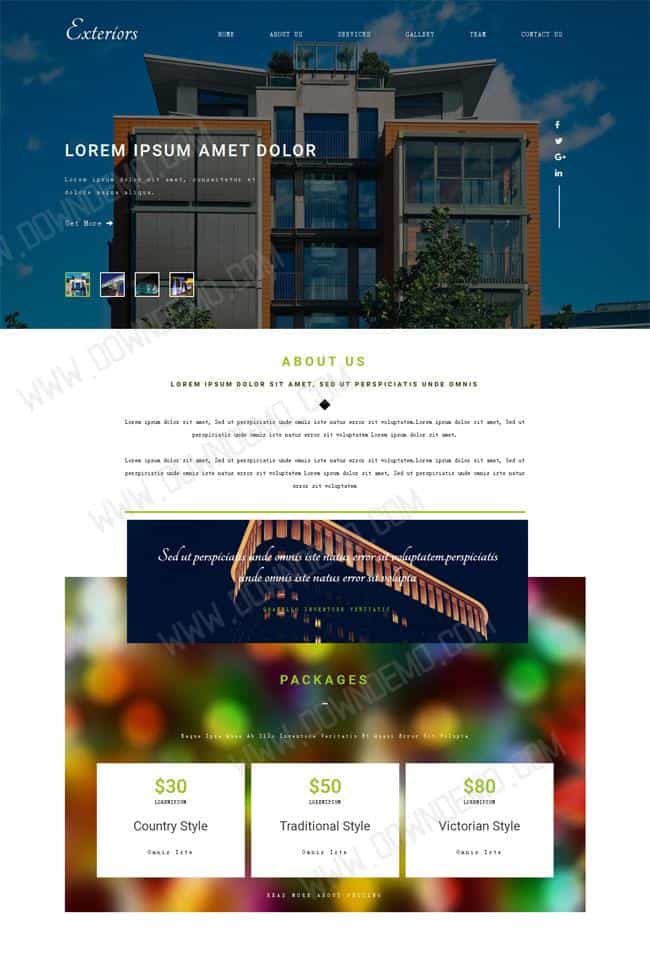 Exteriors
HOME ABOUT US SERVICES GALLERY TEAM CONTACT US
LOREM IPSUM AMET DOLOR
Lorem ipsum dolor sit amet, consectetur et
dolore magna aliqua.
Get More
ABOUT US
LOREM IPSUM DOLOR SIT AMET, SED UT PERSPICIATIS UNDE OMNIS
Lorem ipsum dolor sit amet, Sed ut perspiciatis unde omnis iste natus error sit voluptatem.Lorem ipsum dolor sit amet, Sed ut
perspiciatis unde omnis iste natus error sit voluptatem Lorem ipsum dolor sit amet.
Lorem ipsum dolor sit amet, Sed ut perspiciatis unde omnis iste natus error sit voluptatem.Lorem ipsum dolor sit amet, Sed ut
perspiciatis unde omnis iste natus error sit voluptatem Lorem ipsum dolor sit amet, Sed ut perspiciatis unde omnis iste natus
error sit voluptatem
Sed ut perspiciatis unde omnis iste natus error sit voluptatem perspiciatis
unde omnis iste natus error sit volupta
INVENTORE VERITATIS
PACKAGES
Eaque Ipsa Quae Ab Illo Inventore Veritatis Et Quasi Error Sit Volupta
$30 $50 $80
LOREMIPSUM LOREMIPSUM LOREMIPSUM
Country Style Traditional Style Victorian Style
Omnis Iste Omnis Iste Omnis Iste
READ MORE ABOUT PRICING
WWW.DOWNDEMO.COM